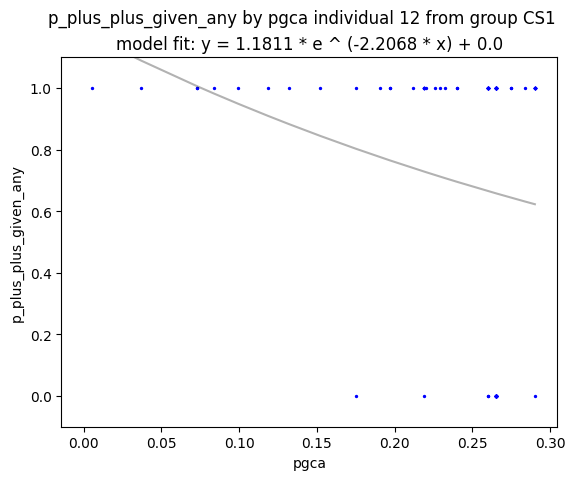 p_plus_plus_given_any by pgca individual 12 from group CS1
model fit: y = 1.1811 * e ^ (-2.2068 * x) + 0.0
p_plus_plus_given_any
1.0
0.8
0.6
0.4
0.2
0.0
0.00 0.05 0.10 0.15 0.20 0.25 0.30
pgca